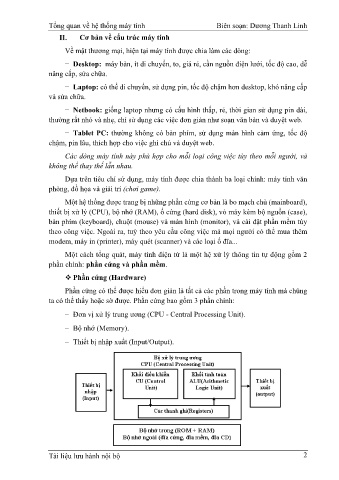 Tổng quan về hệ thống máy tính Biên soạn: Dương Thanh Linh
II. Cơ bản về cấu trúc máy tính
Về mặt thương mại, hiện tại máy tính được chia làm các dòng:
− Desktop: máy bàn, ít di chuyển, to, giá rẻ, cần nguồn điện lưới, tốc độ cao, dễ
nâng cấp, sửa chữa.
− Laptop: có thể di chuyển, sử dụng pin, tốc độ chậm hơn desktop, khó nâng cấp
và sửa chữa.
− Netbook: giống laptop nhưng có cấu hình thấp, rẻ, thời gian sử dụng pin dài,
thường rất nhỏ và nhẹ, chỉ sử dụng các việc đơn giản như soạn văn bản và duyệt web.
− Tablet PC: thường không có bàn phím, sử dụng màn hình cảm ứng, tốc độ
chậm, pin lâu, thích hợp cho việc ghi chú và duyệt web.
Các dòng máy tính này phù hợp cho mỗi loại công việc tùy theo mỗi người, và
không thể thay thế lẫn nhau.
Dựa trên tiêu chí sử dụng, máy tính được chia thành ba loại chính: máy tính văn
phòng, đồ họa và giải trí (chơi game).
Một hệ thống được trang bị những phần cứng cơ bản là bo mạch chủ (mainboard),
thiết bị xử lý (CPU), bộ nhớ (RAM), ổ cứng (hard disk), vỏ máy kèm bộ nguồn (case),
bàn phím (keyboard), chuột (mouse) và màn hình (monitor), và cài đặt phần mềm tùy
theo công việc. Ngoài ra, tuỳ theo yêu cầu công việc mà mọi người có thể mua thêm
modem, máy in (printer), máy quét (scanner) và các loại ổ đĩa...
Một cách tổng quát, máy tính điện tử là một hệ xử lý thông tin tự động gồm 2
phần chính: phần cứng và phần mềm.
❖ Phần cứng (Hardware)
Phần cứng có thể được hiểu đơn giản là tất cả các phần trong máy tính mà chúng
ta có thể thấy hoặc sờ được. Phần cứng bao gồm 3 phần chính:
− Đơn vị xử lý trung ương (CPU - Central Processing Unit).
− Bộ nhớ (Memory).
− Thiết bị nhập xuất (Input/Output).
Bộ xử lý trung ương
CPU (Central Processing Unit)
Thiết bị
nhập
(Input)
Khối điều khiển
CU (Control
Unit)
Khối tính toán
ALU(Arithmetic
Logic Unit)
Thiết bị
xuất
(output)
Các thanh ghi(Registers)
Bộ nhớ trong (ROM + RAM)
Bộ nhớ ngoài (đĩa cứng, đĩa mềm, đĩa CD)
Tài liệu lưu hành nội bộ 2